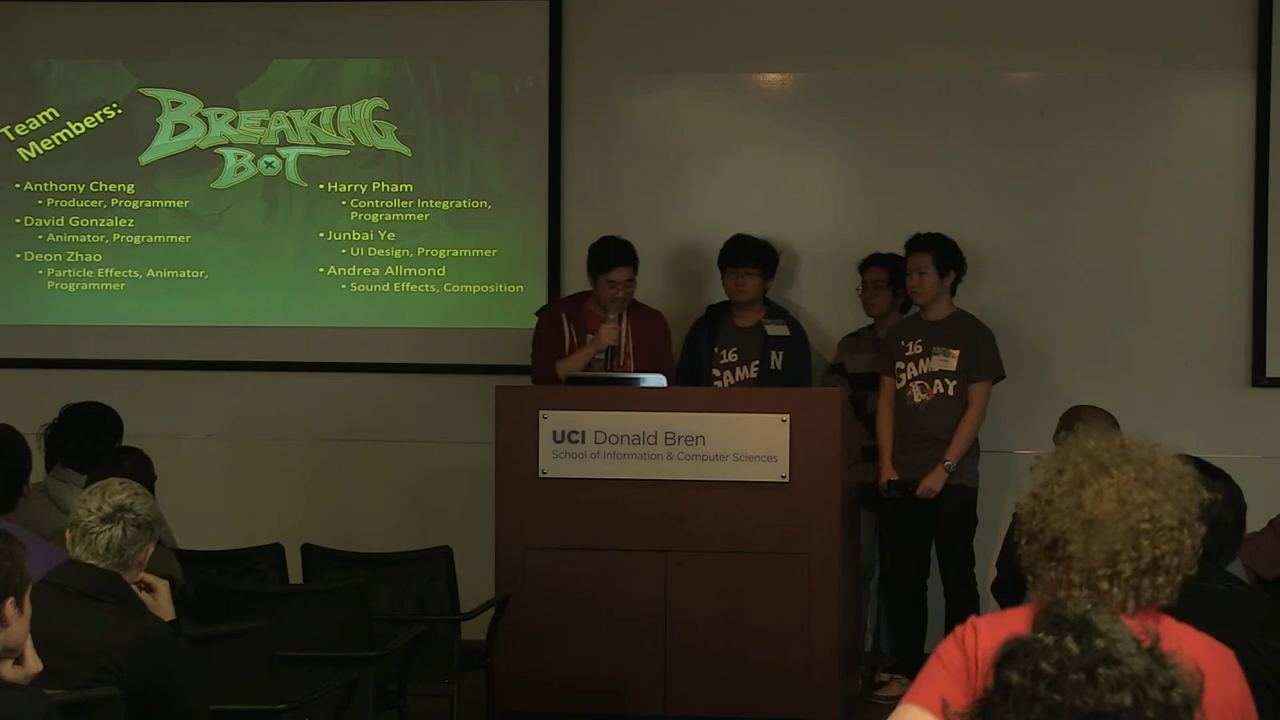 Team
Members:
BREAKING
BOT
• Anthony Cheng
• Producer, Programmer
• David Gonzalez
• Animator, Programmer
• Deon Zhao
• Particle Effects, Animator,
Programmer
• Harry Pham
• Controller Integration,
Programmer
• Junbai Ye
• UI Design, Programmer
• Andrea Allmond
• Sound Effects, Composition
'16
GAME
N
'16
GAME
DAY
UCI Donald Bren
School of Information & Computer Sciences